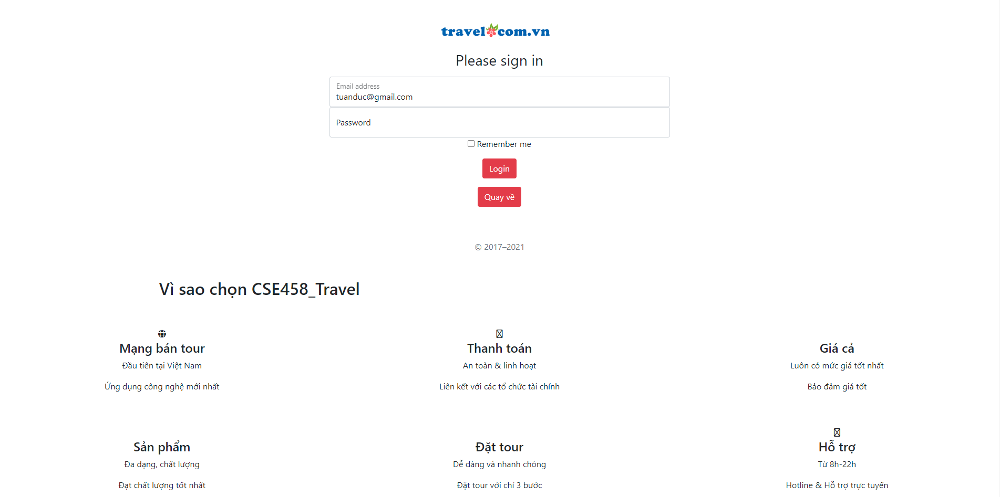 travel com.vn
Please sign in
Email address
tuanduc@gmail.com
Password
Remember me
Login
Quay về
© 2017–2021
Vì sao chọn CSE458_Travel
Mạng bán tour
Đầu tiên tại Việt Nam
Ứng dụng công nghệ mới nhất
Thanh toán
An toàn & linh hoạt
Liên kết với các tổ chức tài chính
Giá cả
Luôn có mức giá tốt nhất
Bảo đảm giá tốt
Sản phẩm
Đa dạng, chất lượng
Đạt chất lượng tốt nhất
Đặt tour
Dễ dàng và nhanh chóng
Đặt tour với chỉ 3 bước
Hỗ trợ
Từ 8h-22h
Hotline & Hỗ trợ trực tuyến